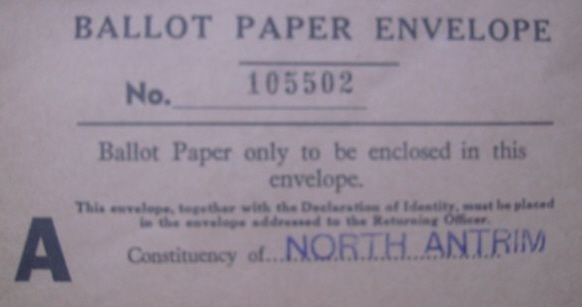 BALLOT PAPER ENVELOPE
No. 105502
Ballot Paper only to be enclosed in this
envelope.
This envelope, together with the Declaration of Identity, must be placed
in the envelope addressed to the Returning Officer.
A
Constituency of...NORTH ANTRIM